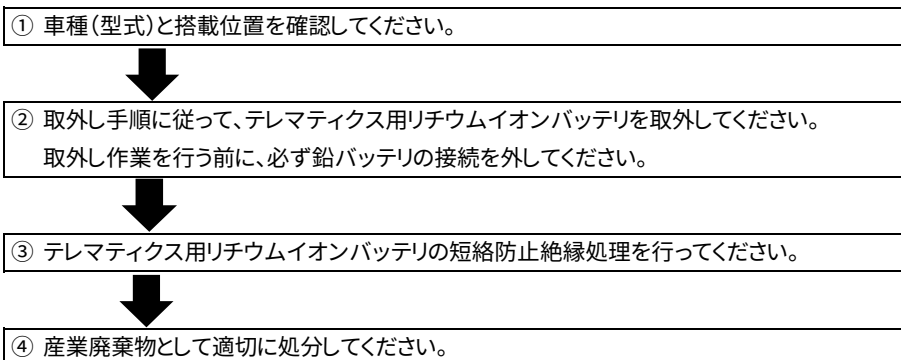 ① 車種(型式)と搭載位置を確認してください。
② 取外し手順に従って、テレマティクス用リチウムイオンバッテリを取外してください。
取外し作業を行う前に、必ず鉛バッテリの接続を外してください。
③ テレマティクス用リチウムイオンバッテリの短絡防止絶縁処理を行ってください。
④ 産業廃棄物として適切に処分してください。